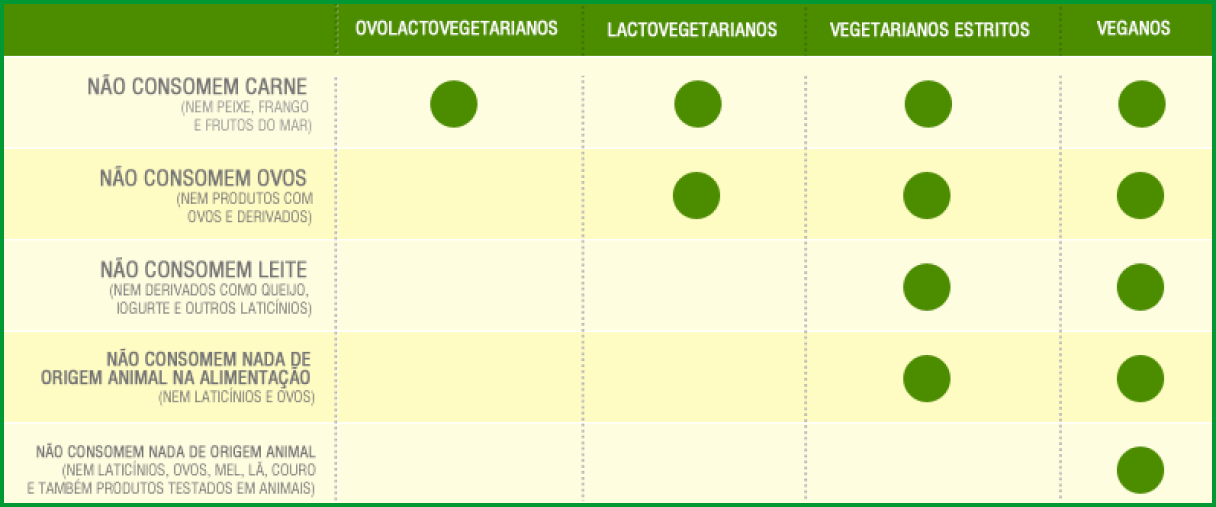 OVOLACTOVEGETARIANOS LACTOVEGETARIANOS VEGETARIANOS ESTRITOS VEGANOS
NÃO CONSOMEM CARNE
(NEM PEIXE, FRANGO
E FRUTOS DO MAR)
NÃO CONSOMEM OVOS
(NEM PRODUTOS COM
OVOS E DERIVADOS)
NÃO CONSOMEM LEITE
(NEM DERIVADOS COMO QUEIJO,
IOGURTE E OUTROS LATICÍNIOS)
NÃO CONSOMEM NADA DE
ORIGEM ANIMAL NA ALIMENTAÇÃO
(NEM LATICÍNIOS E OVOS)
NÃO CONSOMEM NADA DE ORIGEM ANIMAL
(NEM LATICÍNIOS, OVOS, MEL, LÃ, COURO
E TAMBÉM PRODUTOS TESTADOS EM ANIMAIS)